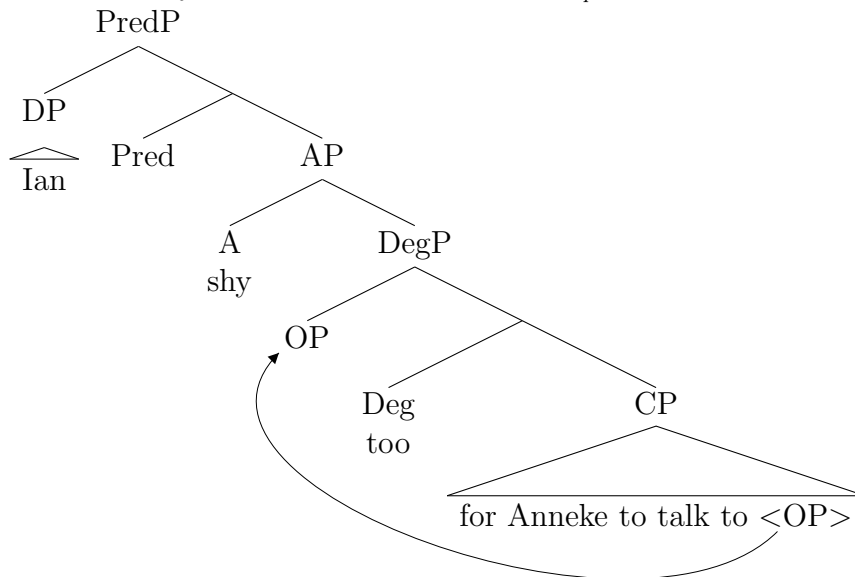 PredP
DP
Pred
AP
Ian
A
DegP
shy
OP
Deg
CP
too
for Anneke to talk to <OP>